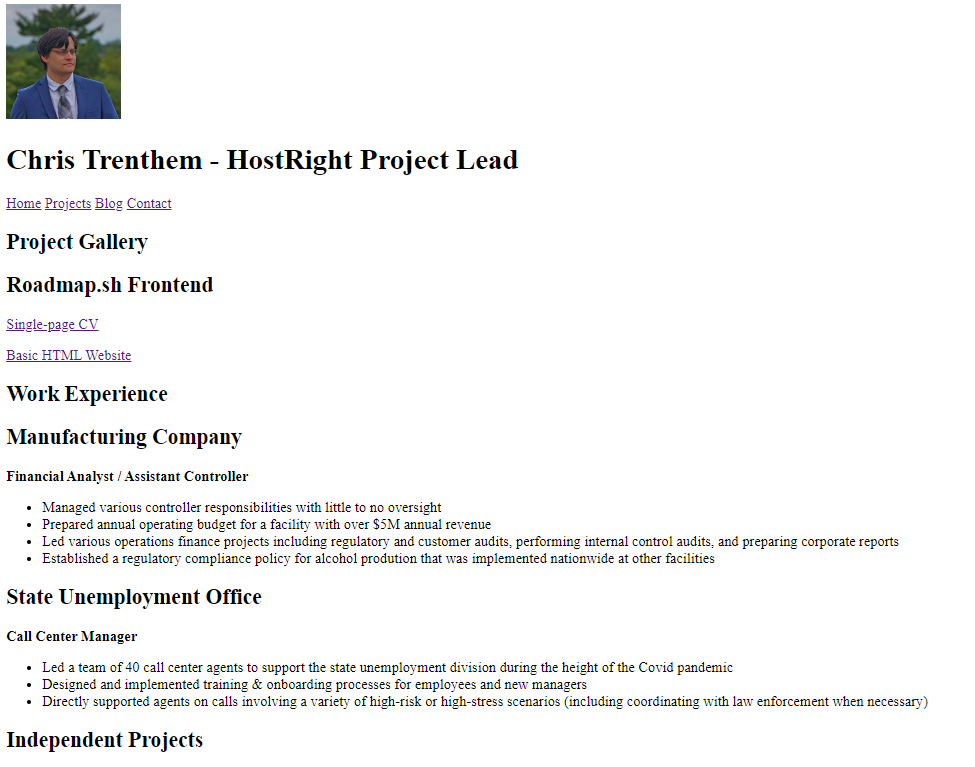 Chris Trenthem - HostRight Project Lead
Home Projects Blog Contact
Project Gallery
Roadmap.sh Frontend
Single-page CV
Basic HTML Website
Work Experience
Manufacturing Company
Financial Analyst / Assistant Controller
• Managed various controller responsibilities with little to no oversight
• Prepared annual operating budget for a facility with over $5M annual revenue
• Led various operations finance projects including regulatory and customer audits, performing internal control audits, and preparing corporate reports
• Established a regulatory compliance policy for alcohol prodution that was implemented nationwide at other facilities
State Unemployment Office
Call Center Manager
• Led a team of 40 call center agents to support the state unemployment division during the height of the Covid pandemic
• Designed and implemented training & onboarding processes for employees and new managers
• Directly supported agents on calls involving a variety of high-risk or high-stress scenarios (including coordinating with law enforcement when necessary)
Independent Projects